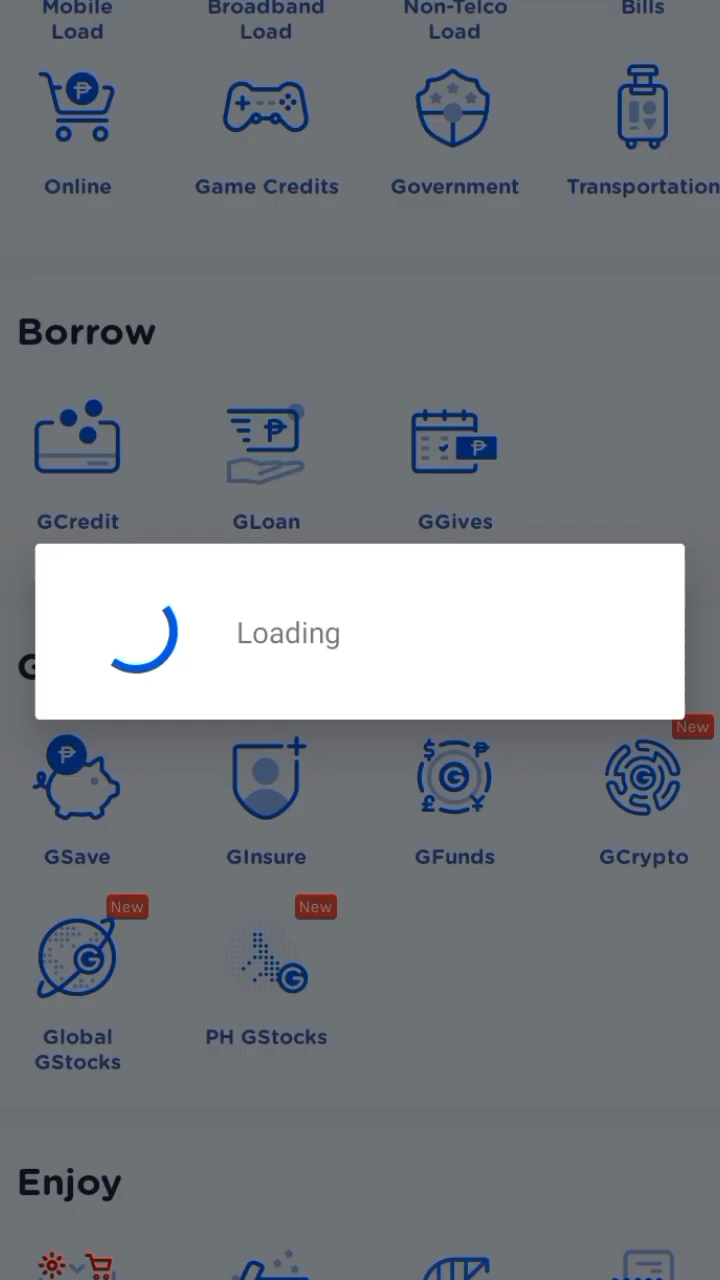 Mobile Load
Broadband Load
Non-Telco Load
Bills
Online
Game Credits
Government
Transportation
Borrow
GCredit
GLoan
GGives
Loading
G
New
GSave
GInsure
GFunds
GCrypto
New
New
Global
GStocks
PH GStocks
Enjoy